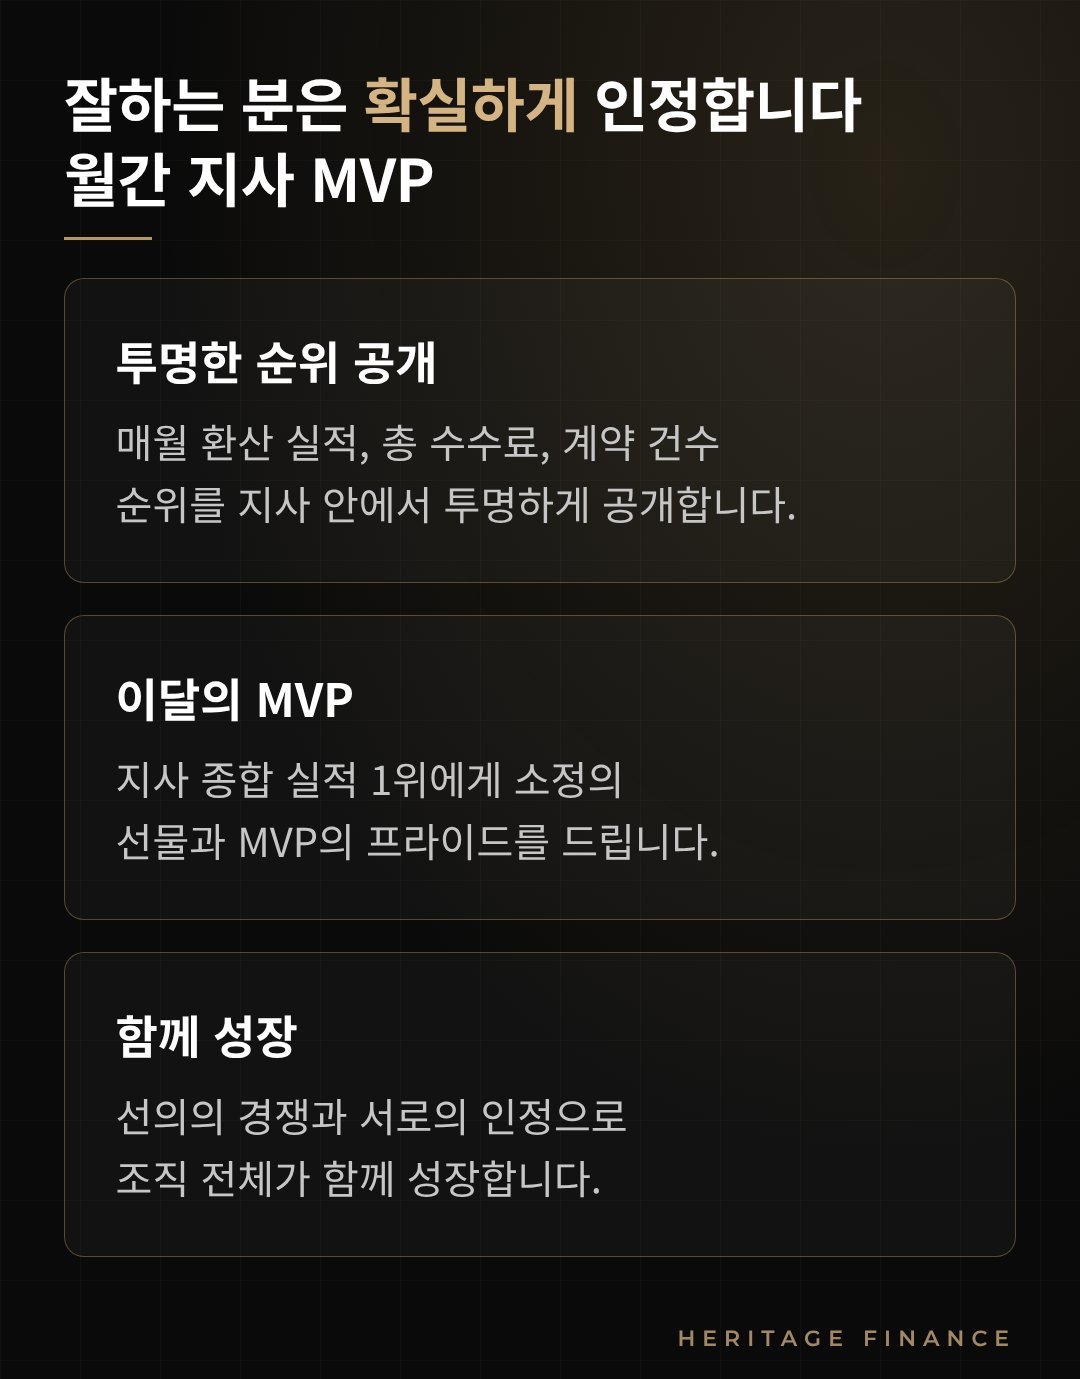 잘하는 분은 확실하게 인정합니다
월간 지사 MVP
투명한 순위 공개
매월 환산 실적, 총 수수료, 계약 건수
순위를 지사 안에서 투명하게 공개합니다.
이달의 MVP
지사 종합 실적 1위에게 소정의
선물과 MVP의 프라이드를 드립니다.
함께 성장
선의의 경쟁과 서로의 인정으로
조직 전체가 함께 성장합니다.
HERITAGE FINANCE